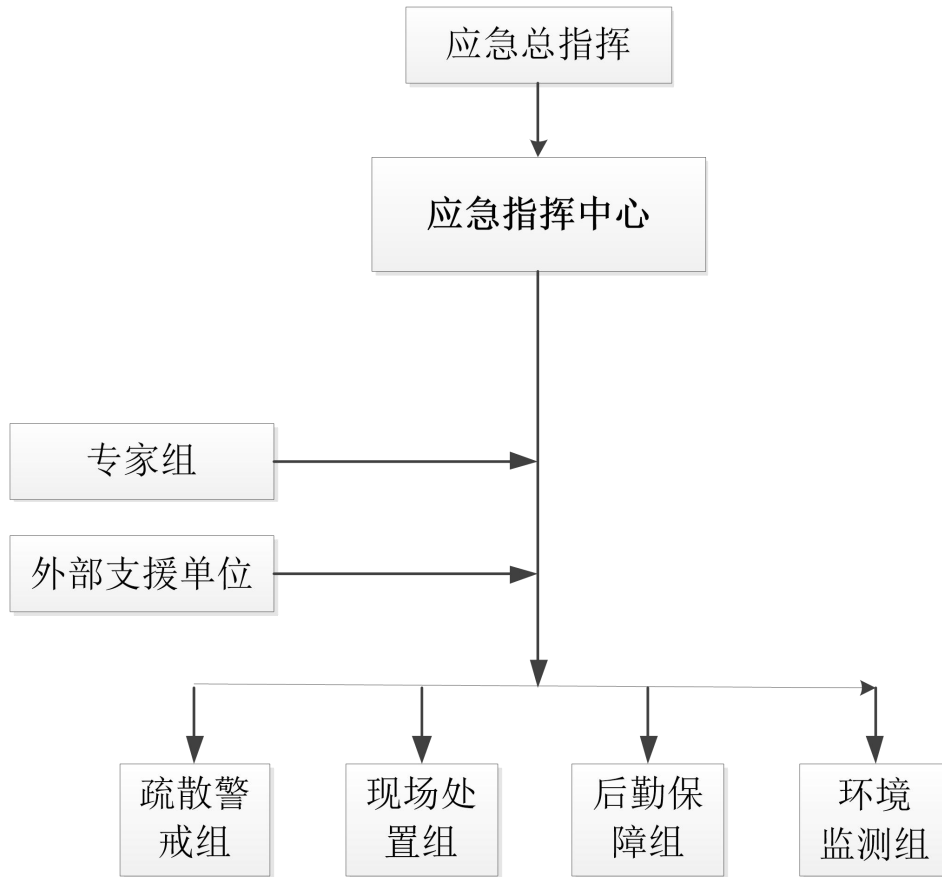 应急总指挥
应急指挥中心
专家组
外部支援单位
疏散警
戒组
现场处
置组
后勤保
障组
环境
监测组